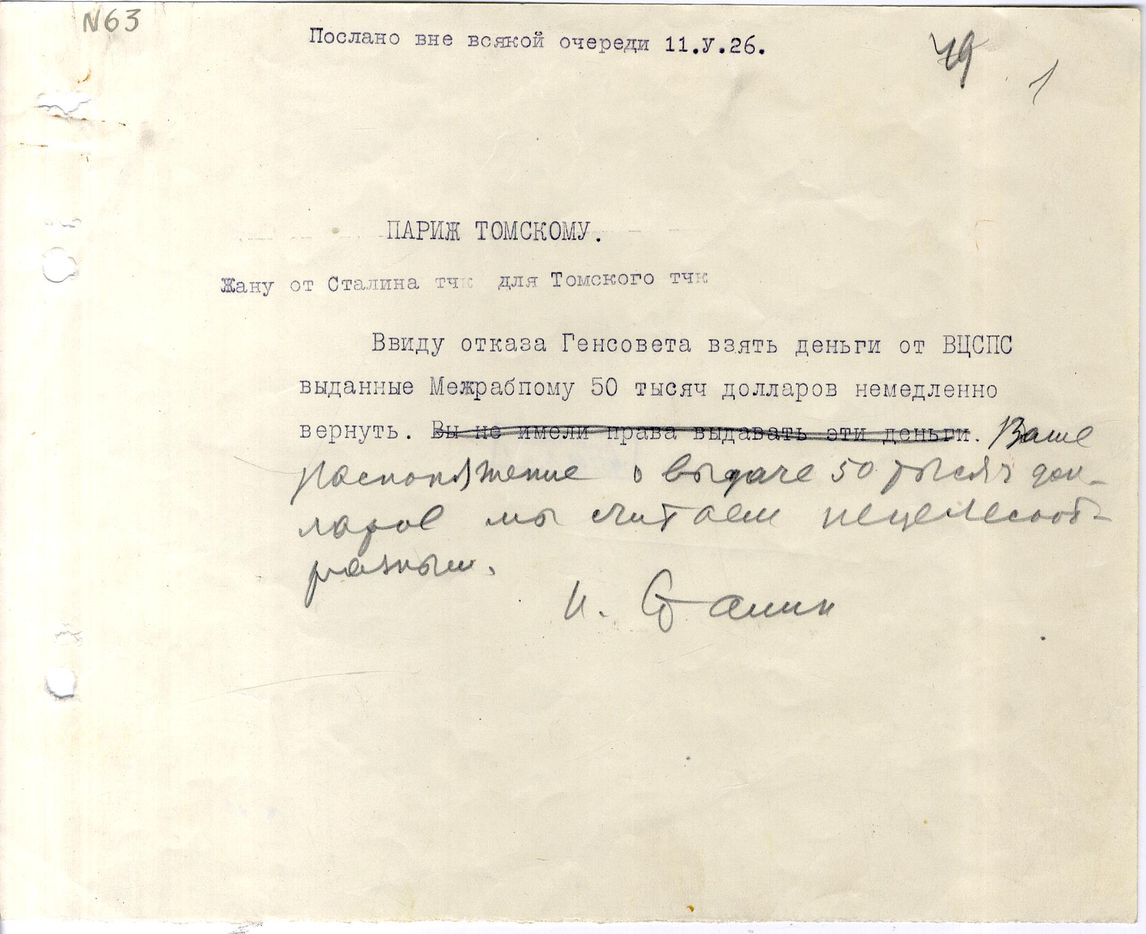 N63
Послано вне всякой очереди 11.У.26.
1
ПАРИЖ ТОМСКОМУ.
Жану от Сталина тчк для Томского тчк
Ввиду отказа Генсовета взять деньги от ВЦСПС
выданные Межрабпому 50 тысяч долларов немедленно
вернуть. Вы не имели права выдавать эти деньги. Ваше
распоряжение о выдаче 50 тысяч дол-
ларов мы считаем нецелесооб-
разным.
И. Сталин